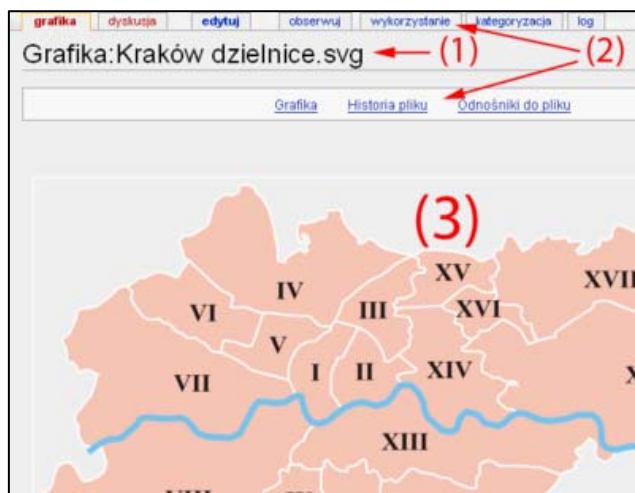 grafika dyskusja edytuj obserwuj wykorzystanie kategoryzacja log
Grafika:Kraków dzielnice.svg (1) (2)
Grafika Historia pliku Odnośniki do pliku
(3)
XV
IV XVII
VI III XVI
V
VII I II XIV
XIII